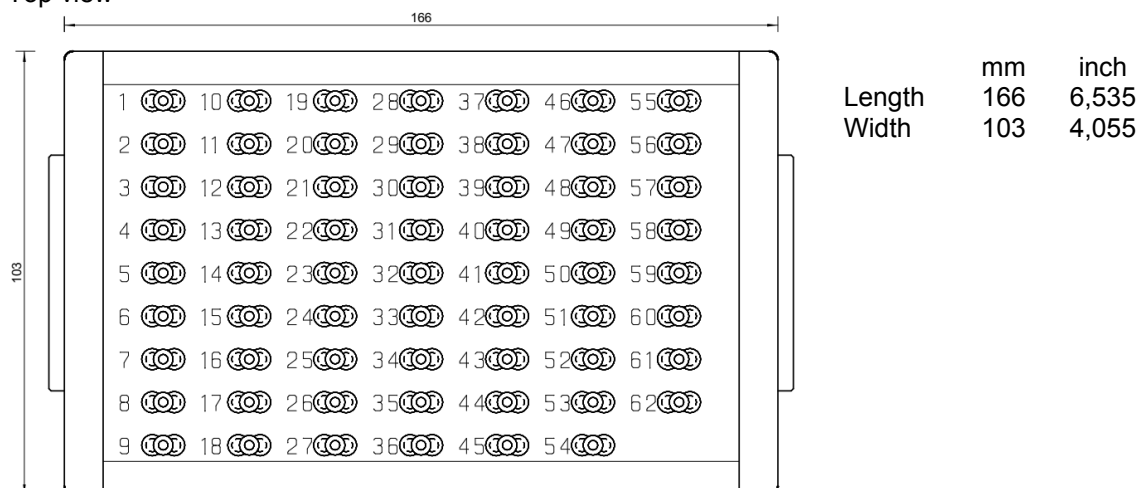 166
mm inch
Length 166 6,535
Width 103 4,055
103
1 10 19 28 37 46 55
2 11 20 29 38 47 56
3 12 21 30 39 48 57
4 13 22 31 40 49 58
5 14 23 32 41 50 59
6 15 24 33 42 51 60
7 16 25 34 43 52 61
8 17 26 35 44 53 62
9 18 27 36 45 54